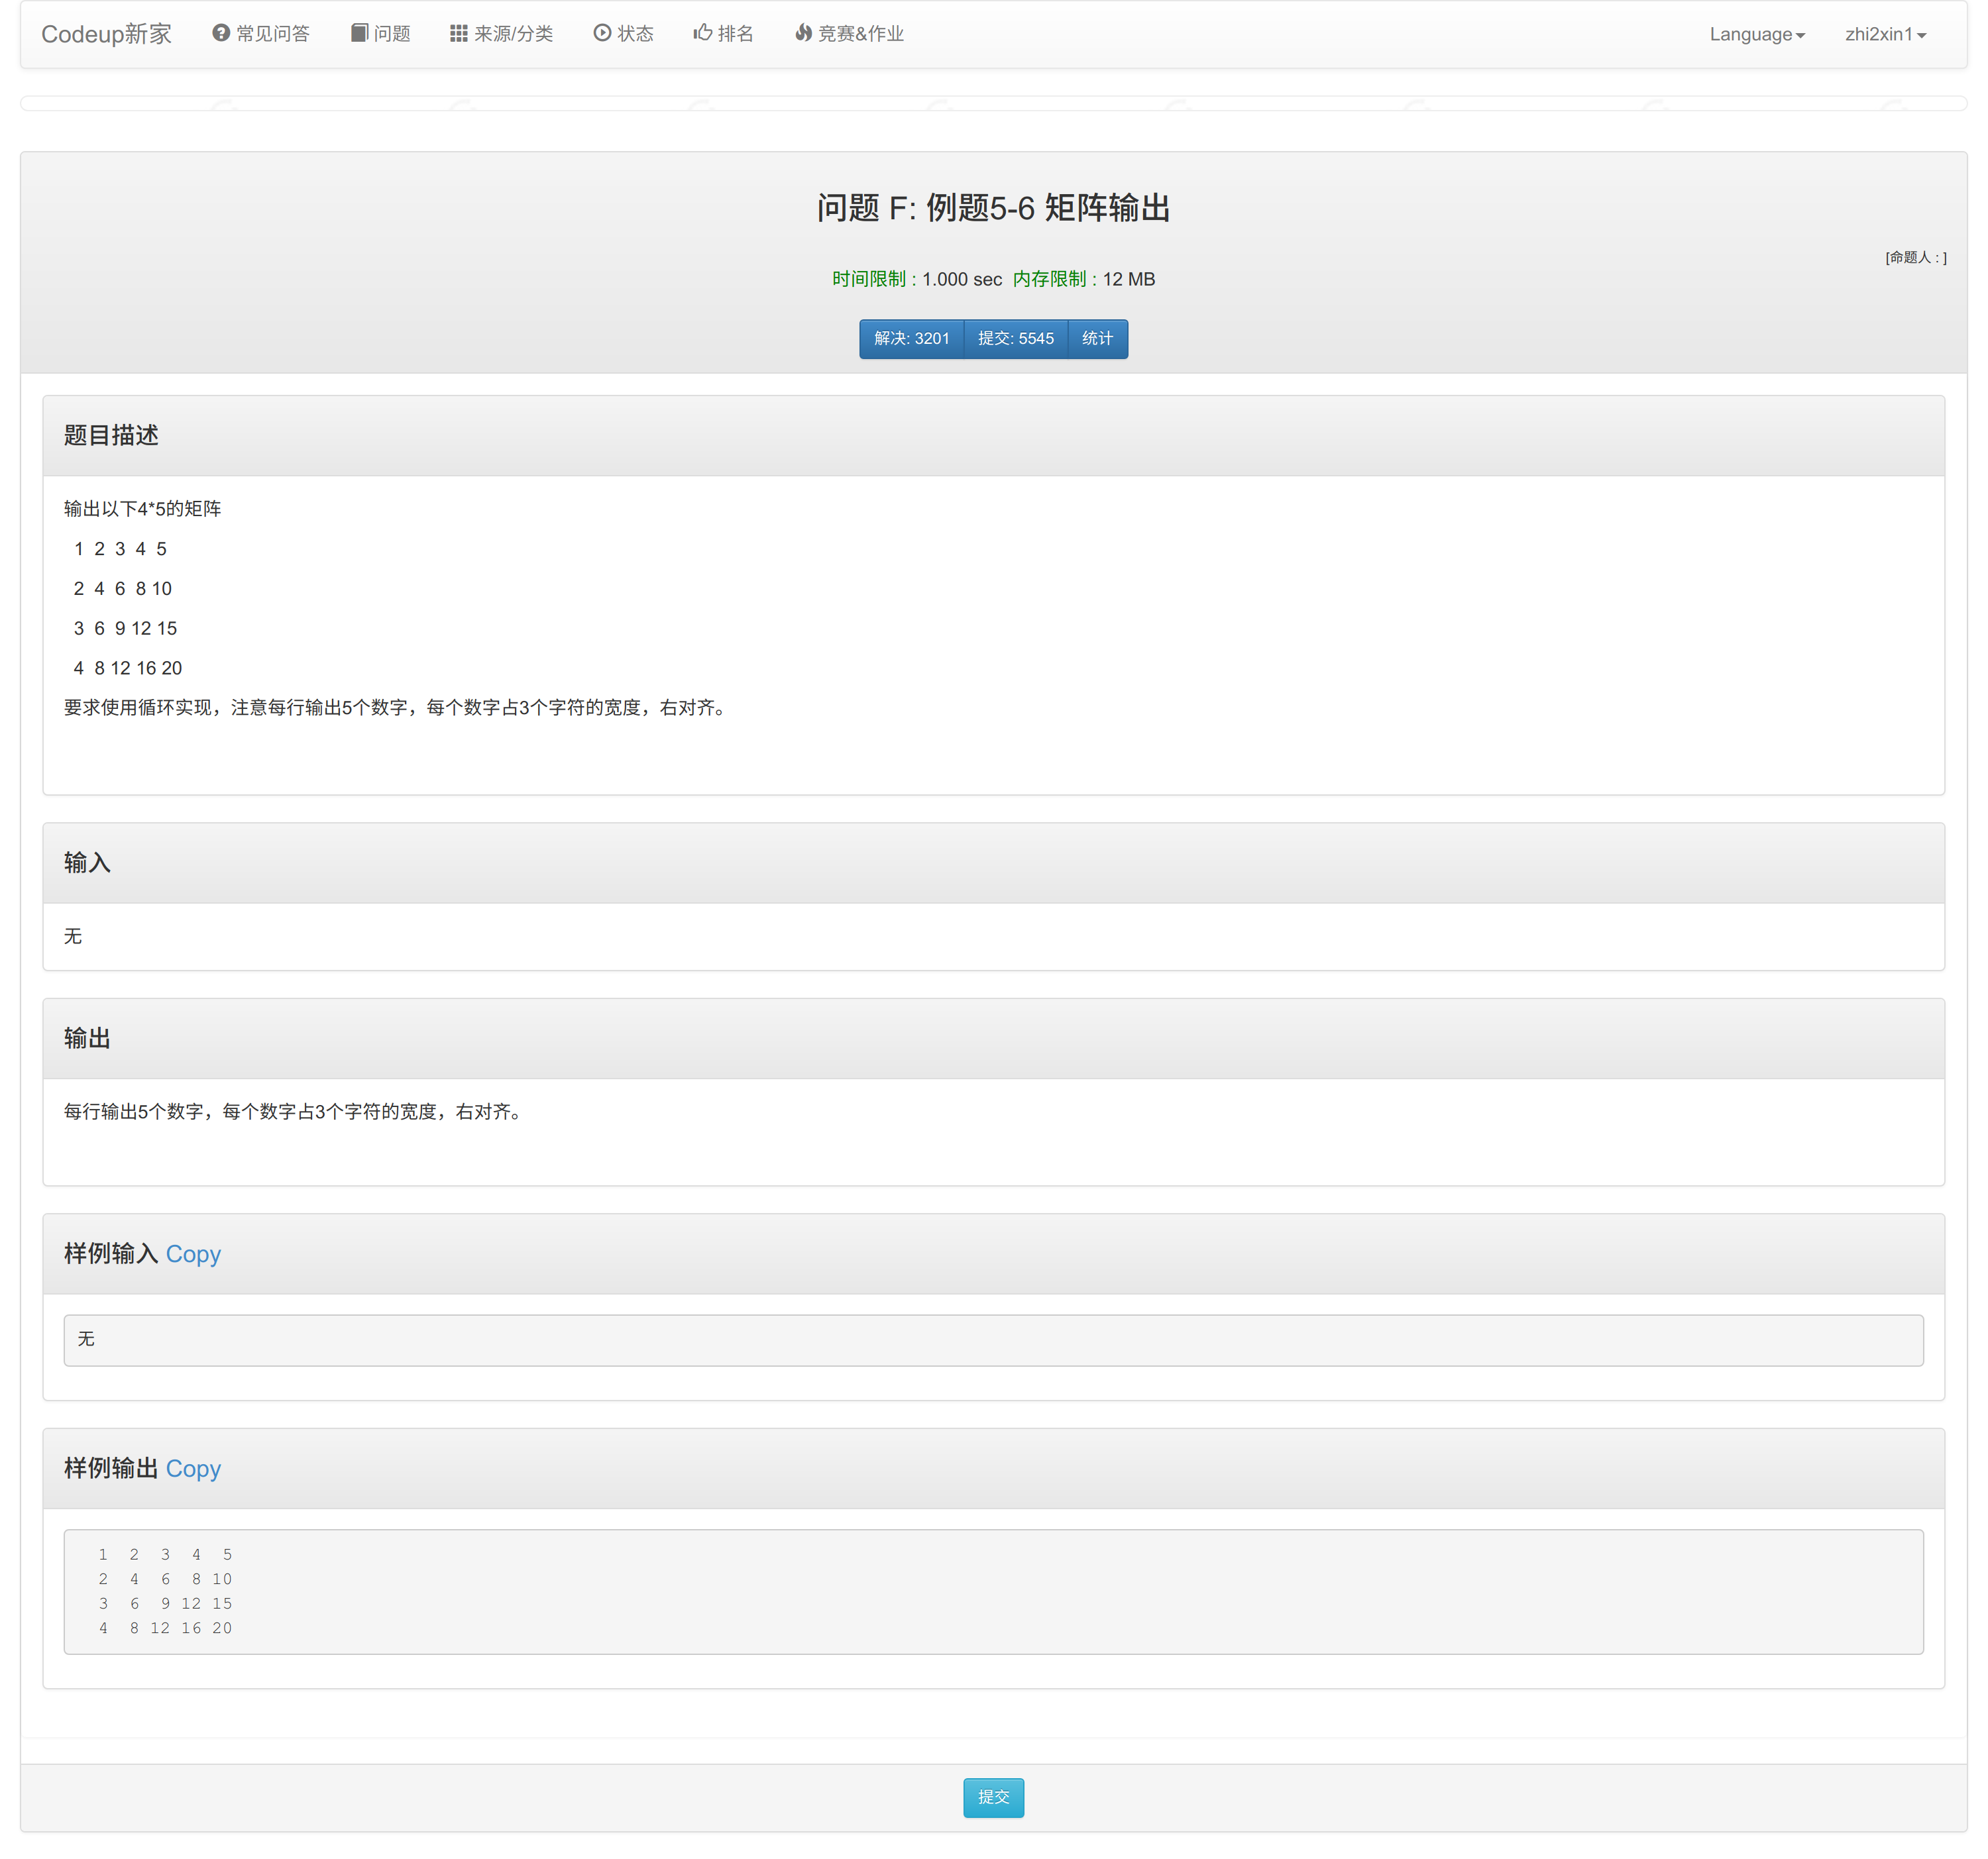 Codeup新家 常见问答 问题 来源/分类 状态 排名 竞赛&作业 Language zhi2xin1
问题 F: 例题5-6 矩阵输出
[命题人 : ]
时间限制 : 1.000 sec 内存限制 : 12 MB
解决: 3201 提交: 5545 统计
题目描述
输出以下4*5的矩阵
1 2 3 4 5
2 4 6 8 10
3 6 9 12 15
4 8 12 16 20
要求使用循环实现，注意每行输出5个数字，每个数字占3个字符的宽度，右对齐。
输入
无
输出
每行输出5个数字，每个数字占3个字符的宽度，右对齐。
样例输入 Copy
无
样例输出 Copy
  1  2  3  4  5
  2  4  6  8 10
  3  6  9 12 15
  4  8 12 16 20
提交